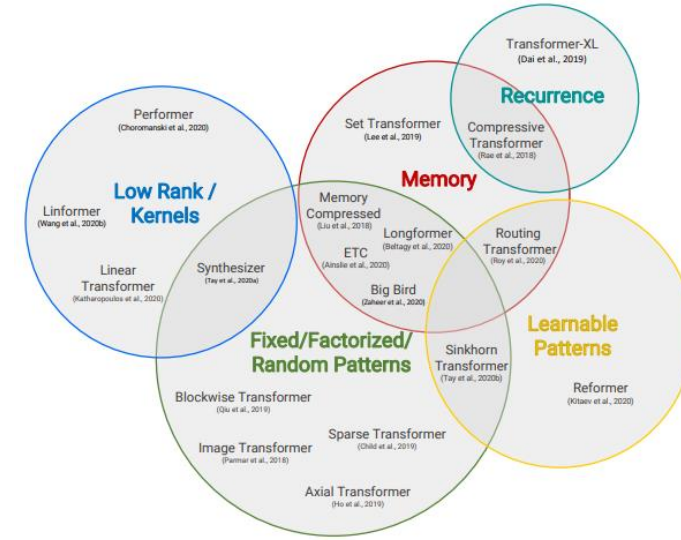 Transformer-XL
(Dai et al., 2019)
Recurrence
Performer
(Choromanski et al., 2020)
Set Transformer
(Lee et al., 2019)
Compressive
Transformer
(Rae et al., 2018)
Memory
Low Rank /
Kernels
Linformer
(Wang et al., 2020b)
Memory
Compressed
(Liu et al., 2018)
Longformer
(Beltagy et al., 2020)
Routing
Transformer
(Roy et al., 2020)
ETC
(Ainslie et al., 2020)
Linear
Transformer
(Katharopoulos et al., 2020)
Synthesizer
(Tay et al., 2020a)
Big Bird
(Zaheer et al., 2020)
Learnable
Patterns
Fixed/Factorized/
Random Patterns
Sinkhorn
Transformer
(Tay et al., 2020b)
Reformer
(Kitaev et al., 2020)
Blockwise Transformer
(Qiu et al., 2019)
Sparse Transformer
(Child et al., 2019)
Image Transformer
(Parmar et al., 2018)
Axial Transformer
(Ho et al., 2019)